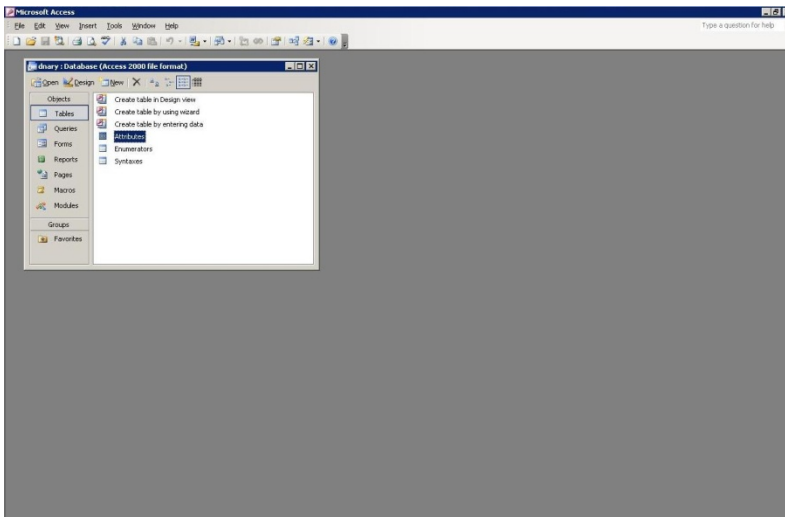 Microsoft Access
File Edit View Insert Tools Window Help
Type a question for help
dnary : Database (Access 2000 file format)
Open Design New
Objects
Tables
Queries
Forms
Reports
Pages
Macros
Modules
Groups
Favorites
Create table in Design view
Create table by using wizard
Create table by entering data
Attributes
Enumerators
Syntaxes